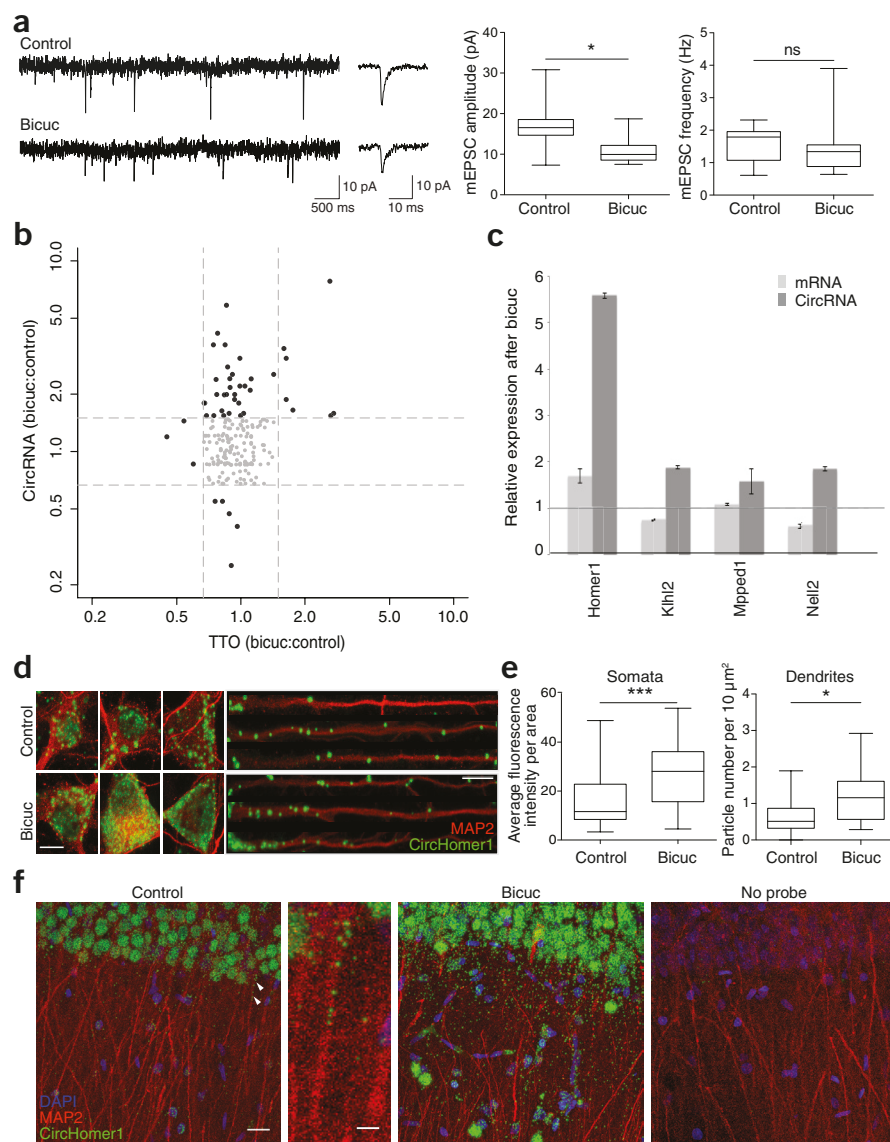 a
Control
Bicuc
10 pA
500 ms
10 pA
10 ms
mEPSC amplitude (pA)
40
30
20
10
0
*
Control
Bicuc
mEPSC frequency (Hz)
5
4
3
2
1
0
ns
Control
Bicuc
b
CircRNA (bicuc:control)
10.0
5.0
2.0
1.0
0.5
0.2
0.2
0.5
1.0
2.0
5.0
10.0
TTO (bicuc:control)
c
Relative expression after bicuc
6
5
4
3
2
1
0
mRNA
CircRNA
Homer1
Klhl2
Mpped1
Nell2
d
Control
Bicuc
MAP2
CircHomer1
e
Somata
Average fluorescence
intensity per area
60
40
20
0
***
Control
Bicuc
Dendrites
Particle number per 10 µm²
4
3
2
1
0
*
Control
Bicuc
f
Control
Bicuc
No probe
DAPI
MAP2
CircHomer1